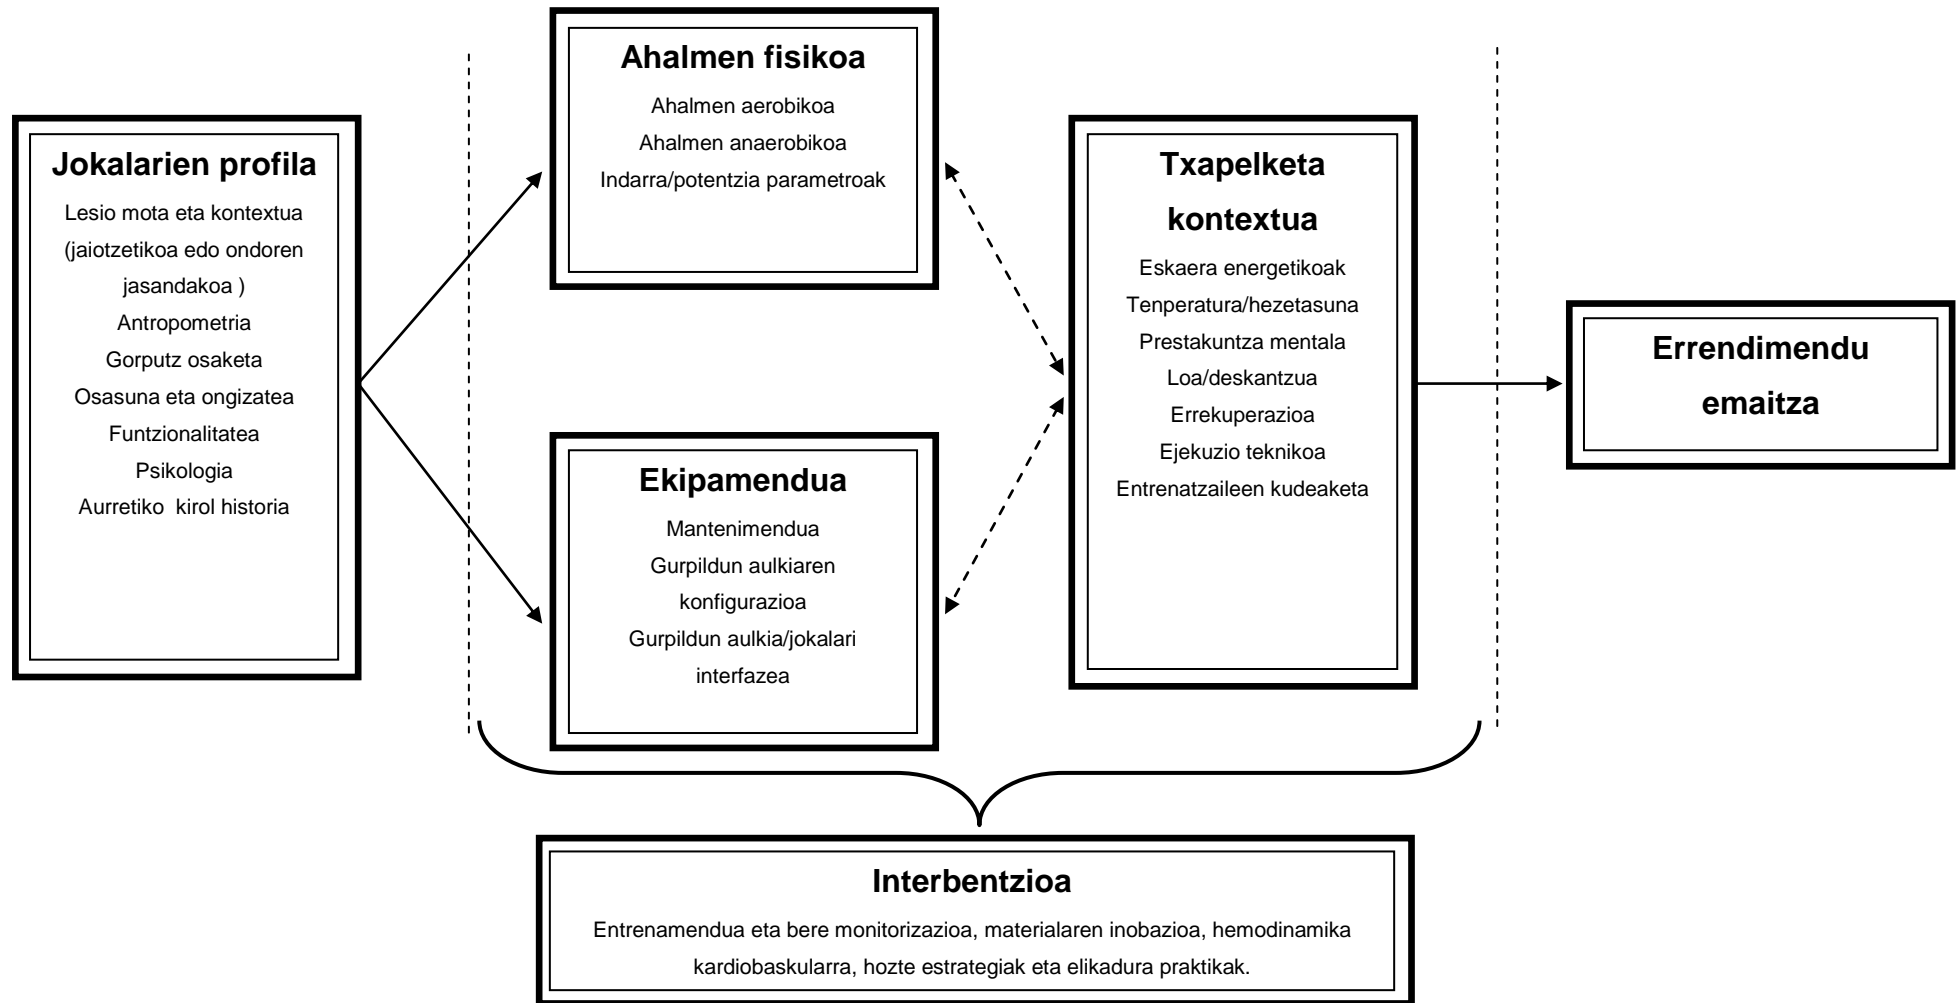 Jokalarien profila
Lesio mota eta kontextua
(jaiotzetikoa edo ondoren
jasandakoa )
Antropometria
Gorputz osaketa
Osasuna eta ongizatea
Funtzionalitatea
Psikologia
Aurretiko  kirol historia
Ahalmen fisikoa
Ahalmen aerobikoa
Ahalmen anaerobikoa
Indarra/potentzia parametroak
Ekipamendua
Mantenimendua
Gurpildun aulkiaren
konfigurazioa
Gurpildun aulkia/jokalari
interfazea
Txapelketa
kontextua
Eskaera energetikoak
Tenperatura/hezetasuna
Prestakuntza mentala
Loa/deskantzua
Errekuperazioa
Ejekuzio teknikoa
Entrenatzaileen kudeaketa
Errendimendu
emaitza
Interbentzioa
Entrenamendua eta bere monitorizazioa, materialaren inobazioa, hemodinamika
kardiobaskularra, hozte estrategiak eta elikadura praktikak.